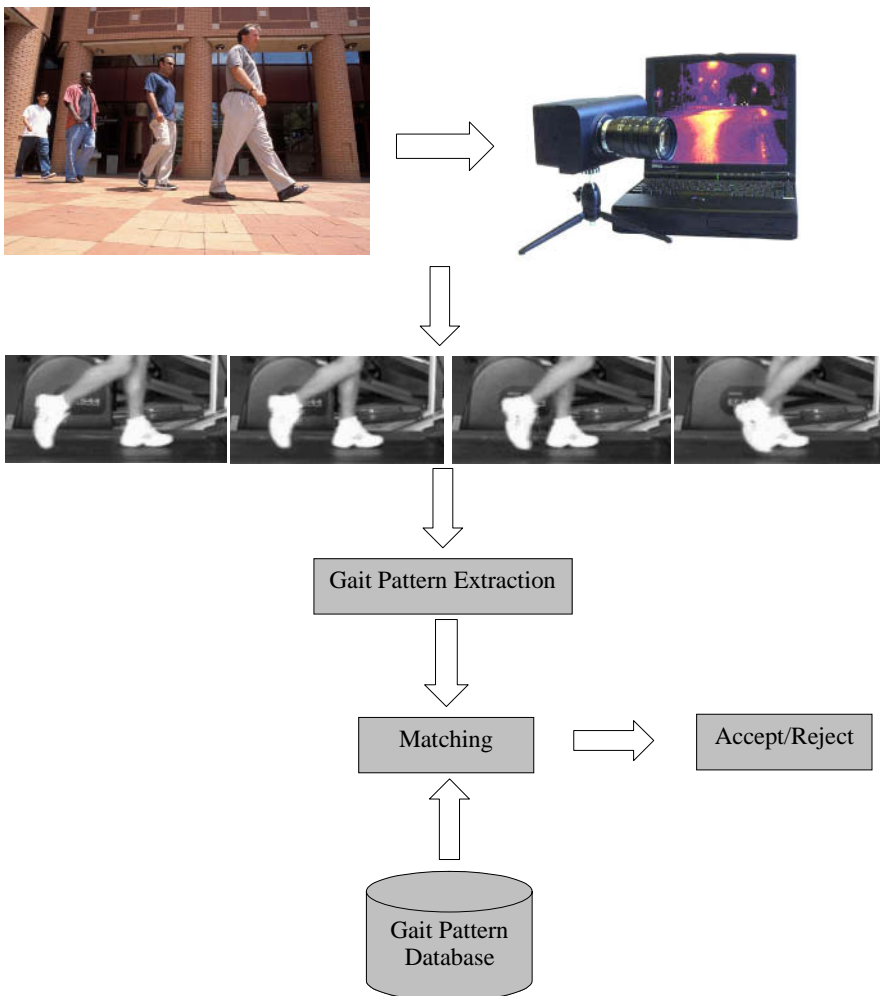 Gait Pattern Extraction
Matching
Accept/Reject
Gait Pattern
Database